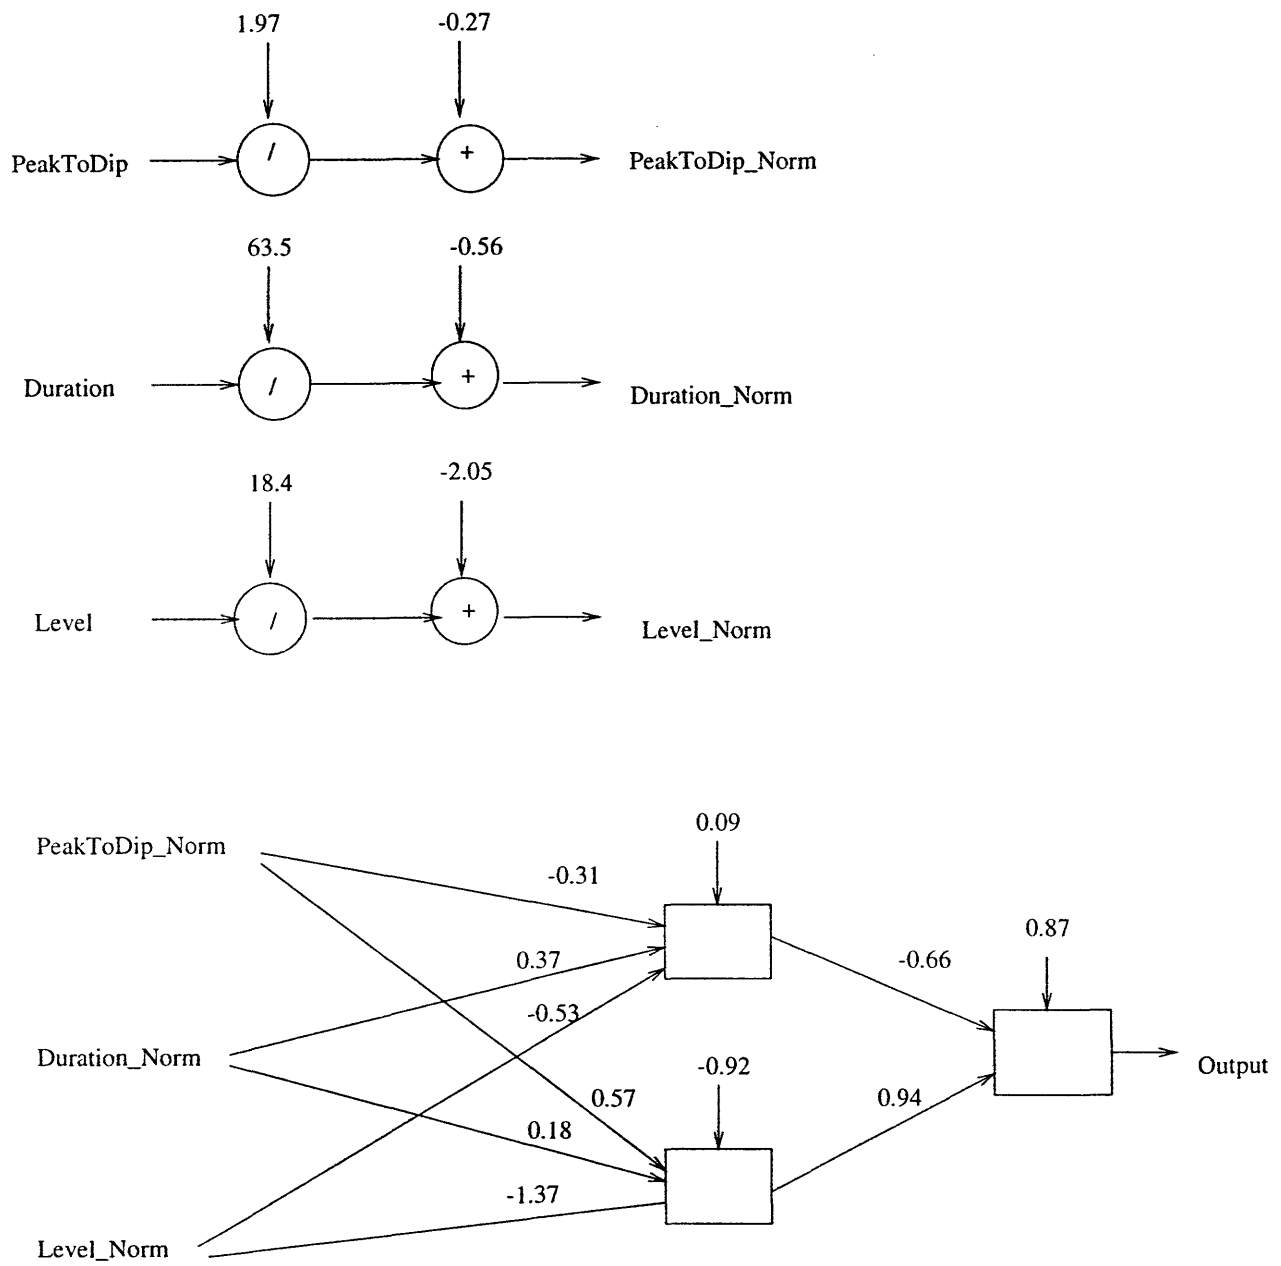 1.97 -0.27
/ +
PeakToDip PeakToDip_Norm
63.5 -0.56
/ +
Duration Duration_Norm
18.4 -2.05
/ +
Level Level_Norm
0.09
PeakToDip_Norm
-0.31
0.87
0.37 -0.66
-0.53
Duration_Norm
-0.92
Output
0.57 0.94
0.18
-1.37
Level_Norm